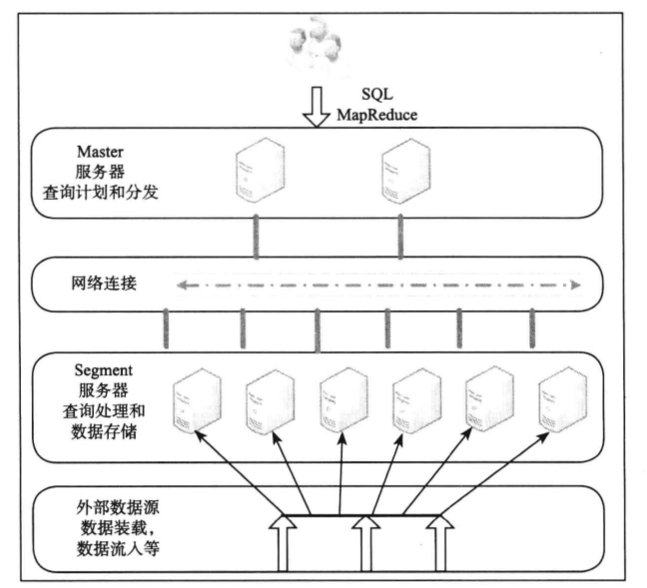 SQL
MapReduce
Master
服务器
查询计划和分发
网络连接
Segment
服务器
查询处理和
数据存储
外部数据源
数据装载，
数据流入等